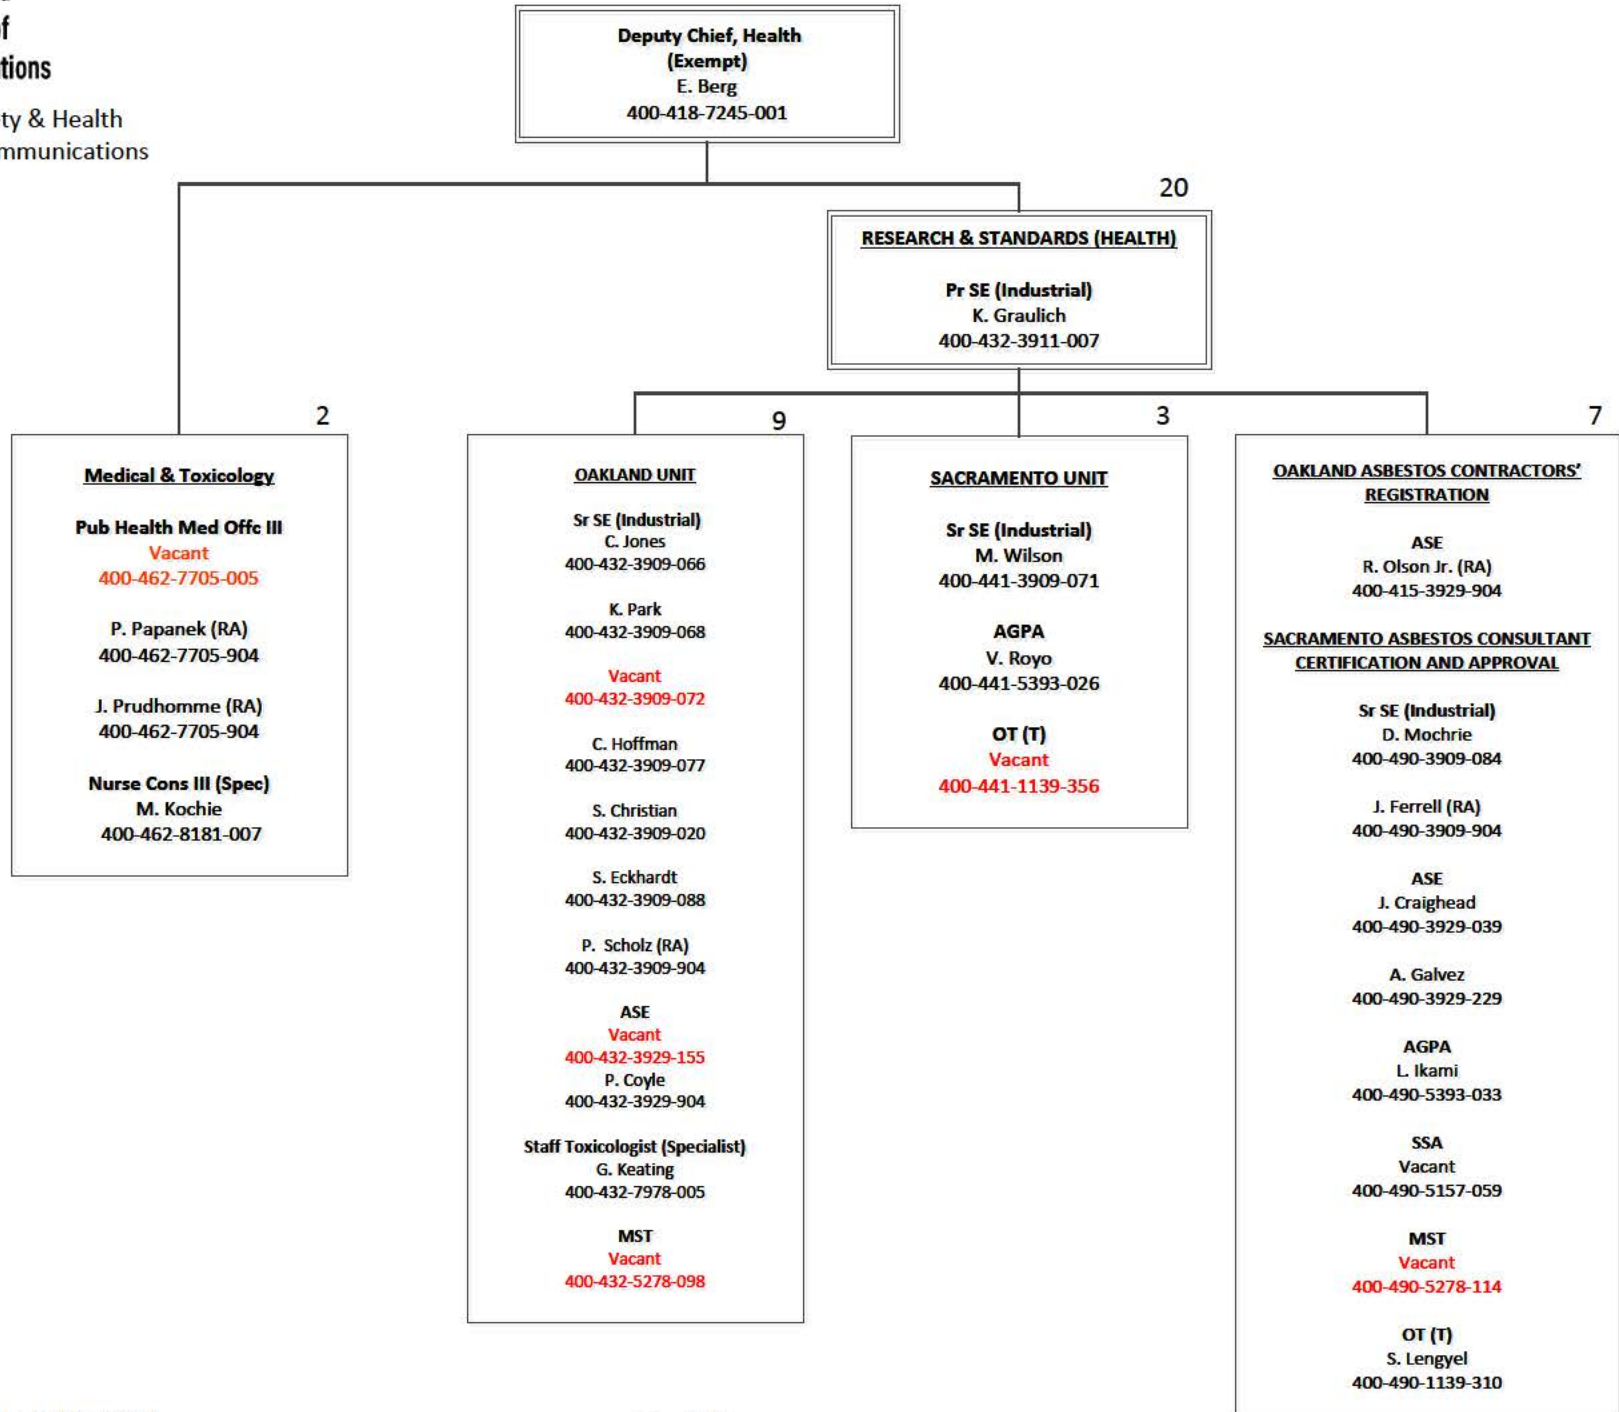 f
tions
ty & Health
mmunications
Deputy Chief, Health
(Exempt)
E. Berg
400-418-7245-001
20
RESEARCH & STANDARDS (HEALTH)
Pr SE (Industrial)
K. Graulich
400-432-3911-007
2
Medical & Toxicology
Pub Health Med Offc III
Vacant
400-462-7705-005
P. Papanek (RA)
400-462-7705-904
J. Prudhomme (RA)
400-462-7705-904
Nurse Cons III (Spec)
M. Kochie
400-462-8181-007
9
OAKLAND UNIT
Sr SE (Industrial)
C. Jones
400-432-3909-066
K. Park
400-432-3909-068
Vacant
400-432-3909-072
C. Hoffman
400-432-3909-077
S. Christian
400-432-3909-020
S. Eckhardt
400-432-3909-088
P. Scholz (RA)
400-432-3909-904
ASE
Vacant
400-432-3929-155
P. Coyle
400-432-3929-904
Staff Toxicologist (Specialist)
G. Keating
400-432-7978-005
MST
Vacant
400-432-5278-098
3
SACRAMENTO UNIT
Sr SE (Industrial)
M. Wilson
400-441-3909-071
AGPA
V. Royo
400-441-5393-026
OT (T)
Vacant
400-441-1139-356
7
OAKLAND ASBESTOS CONTRACTORS’
REGISTRATION
ASE
R. Olson Jr. (RA)
400-415-3929-904
SACRAMENTO ASBESTOS CONSULTANT
CERTIFICATION AND APPROVAL
Sr SE (Industrial)
D. Mochrie
400-490-3909-084
J. Ferrell (RA)
400-490-3909-904
ASE
J. Craighead
400-490-3929-039
A. Galvez
400-490-3929-229
AGPA
L. Ikami
400-490-5393-033
SSA
Vacant
400-490-5157-059
MST
Vacant
400-490-5278-114
OT (T)
S. Lengyel
400-490-1139-310